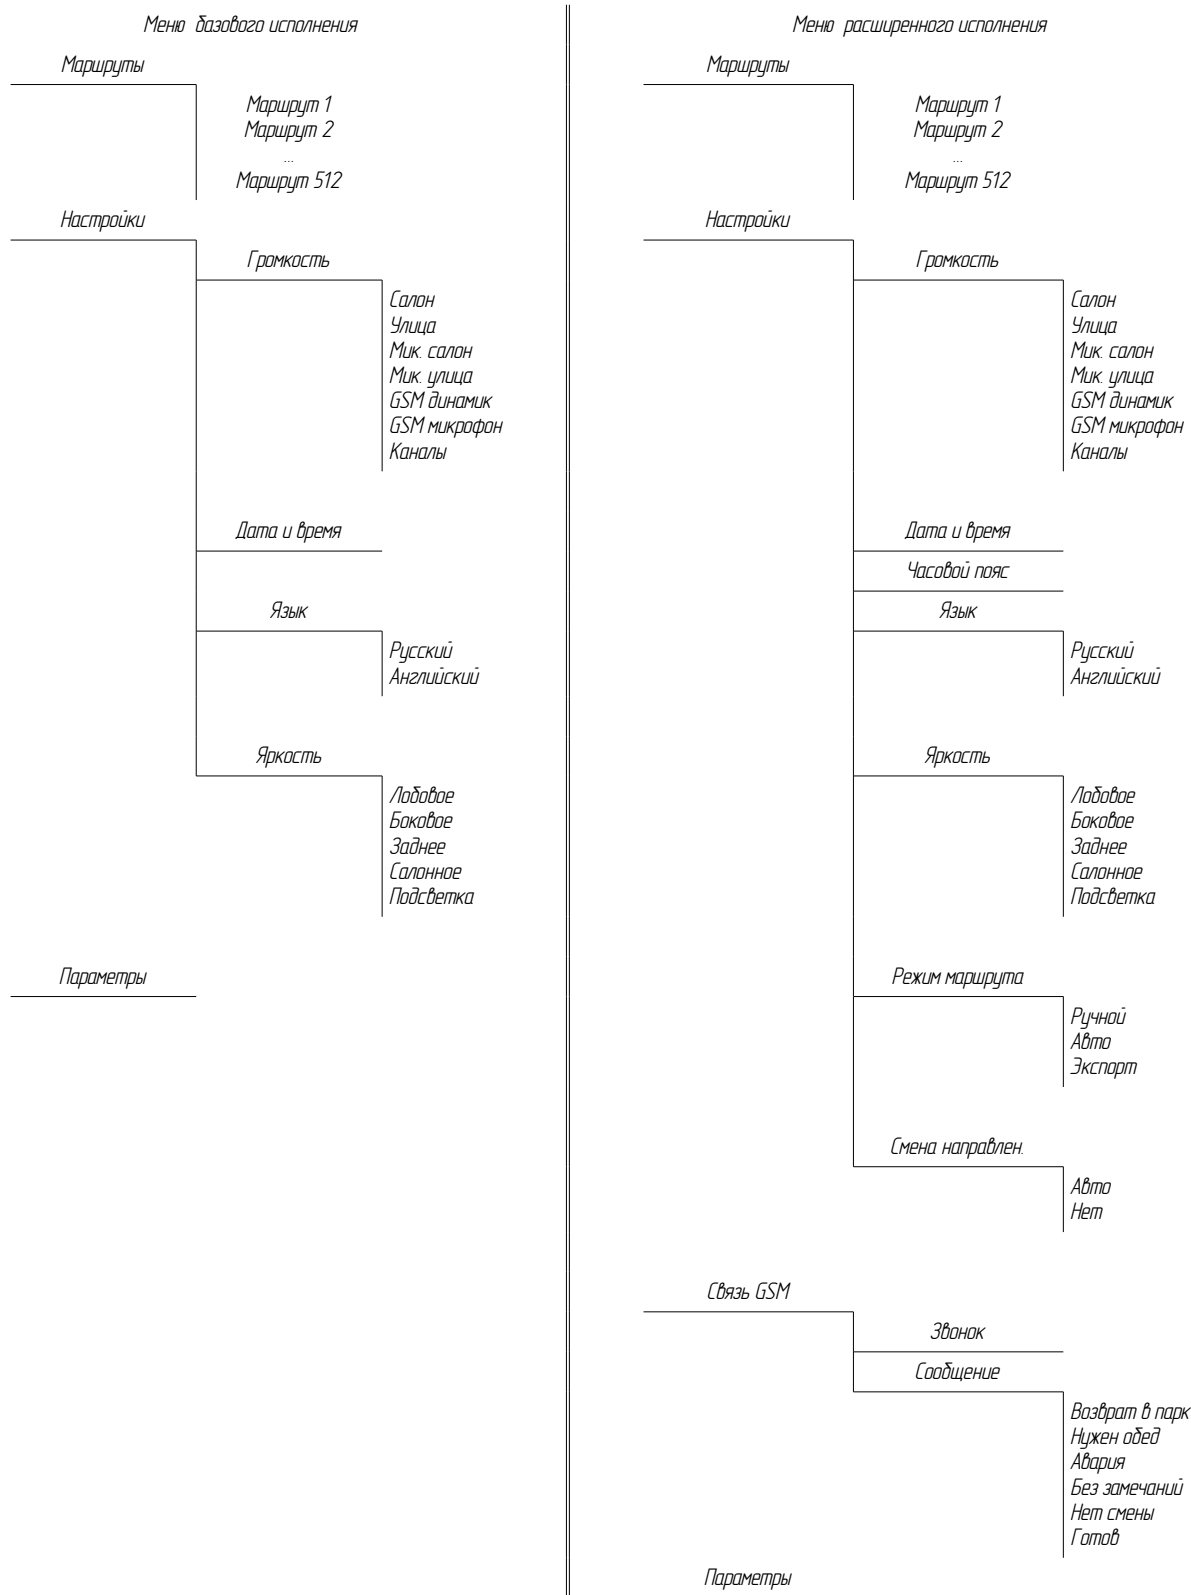 Меню базового исполнения
Маршруты
Маршрут 1
Маршрут 2
...
Маршрут 512
Настройки
Громкость
Салон
Улица
Мик. салон
Мик. улица
GSM динамик
GSM микрофон
Каналы
Дата и время
Язык
Русский
Английский
Яркость
Лобовое
Боковое
Заднее
Салонное
Подсветка
Параметры
Меню расширенного исполнения
Маршруты
Маршрут 1
Маршрут 2
...
Маршрут 512
Настройки
Громкость
Салон
Улица
Мик. салон
Мик. улица
GSM динамик
GSM микрофон
Каналы
Дата и время
Часовой пояс
Язык
Русский
Английский
Яркость
Лобовое
Боковое
Заднее
Салонное
Подсветка
Режим маршрута
Ручной
Авто
Экспорт
Смена направлен.
Авто
Нет
Связь GSM
Звонок
Сообщение
Возврат в парк
Нужен обед
Авария
Без замечаний
Нет смены
Готов
Параметры